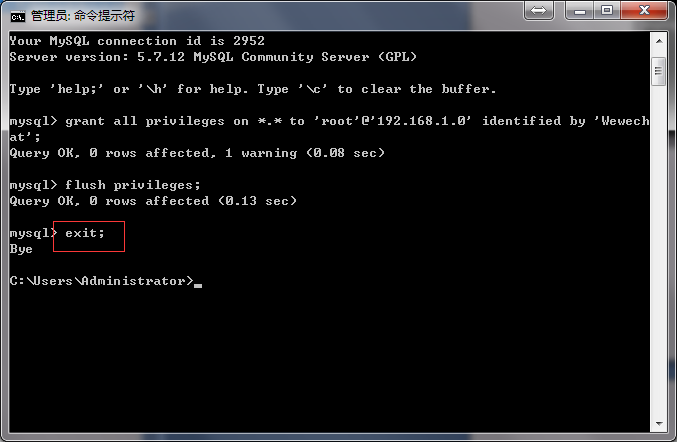 管理员: 命令提示符
Your MySQL connection id is 2952
Server version: 5.7.12 MySQL Community Server (GPL)
Type 'help;' or '\h' for help. Type '\c' to clear the buffer.
mysql> grant all privileges on *.* to 'root'@'192.168.1.0' identified by 'Wewech
at';
Query OK, 0 rows affected, 1 warning (0.08 sec)
mysql> flush privileges;
Query OK, 0 rows affected (0.13 sec)
mysql> exit;
Bye
C:\Users\Administrator>